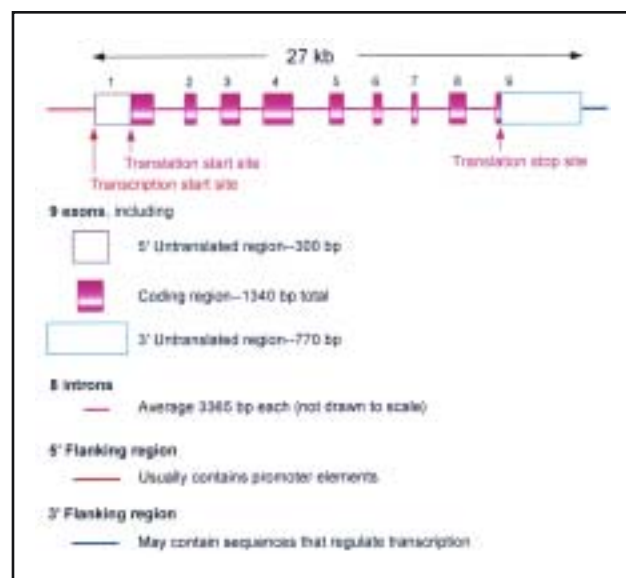 27 kb
1 2 3 4 5 6 7 8 9
Translation start site
Translation stop site
Transcription start site
9 exons, including
5' Untranslated region--300 bp
Coding region--1340 bp total
3' Untranslated region--770 bp
8 introns
Average 3365 bp each (not drawn to scale)
5' Flanking region
Usually contains promoter elements
3' Flanking region
May contain sequences that regulate transcription